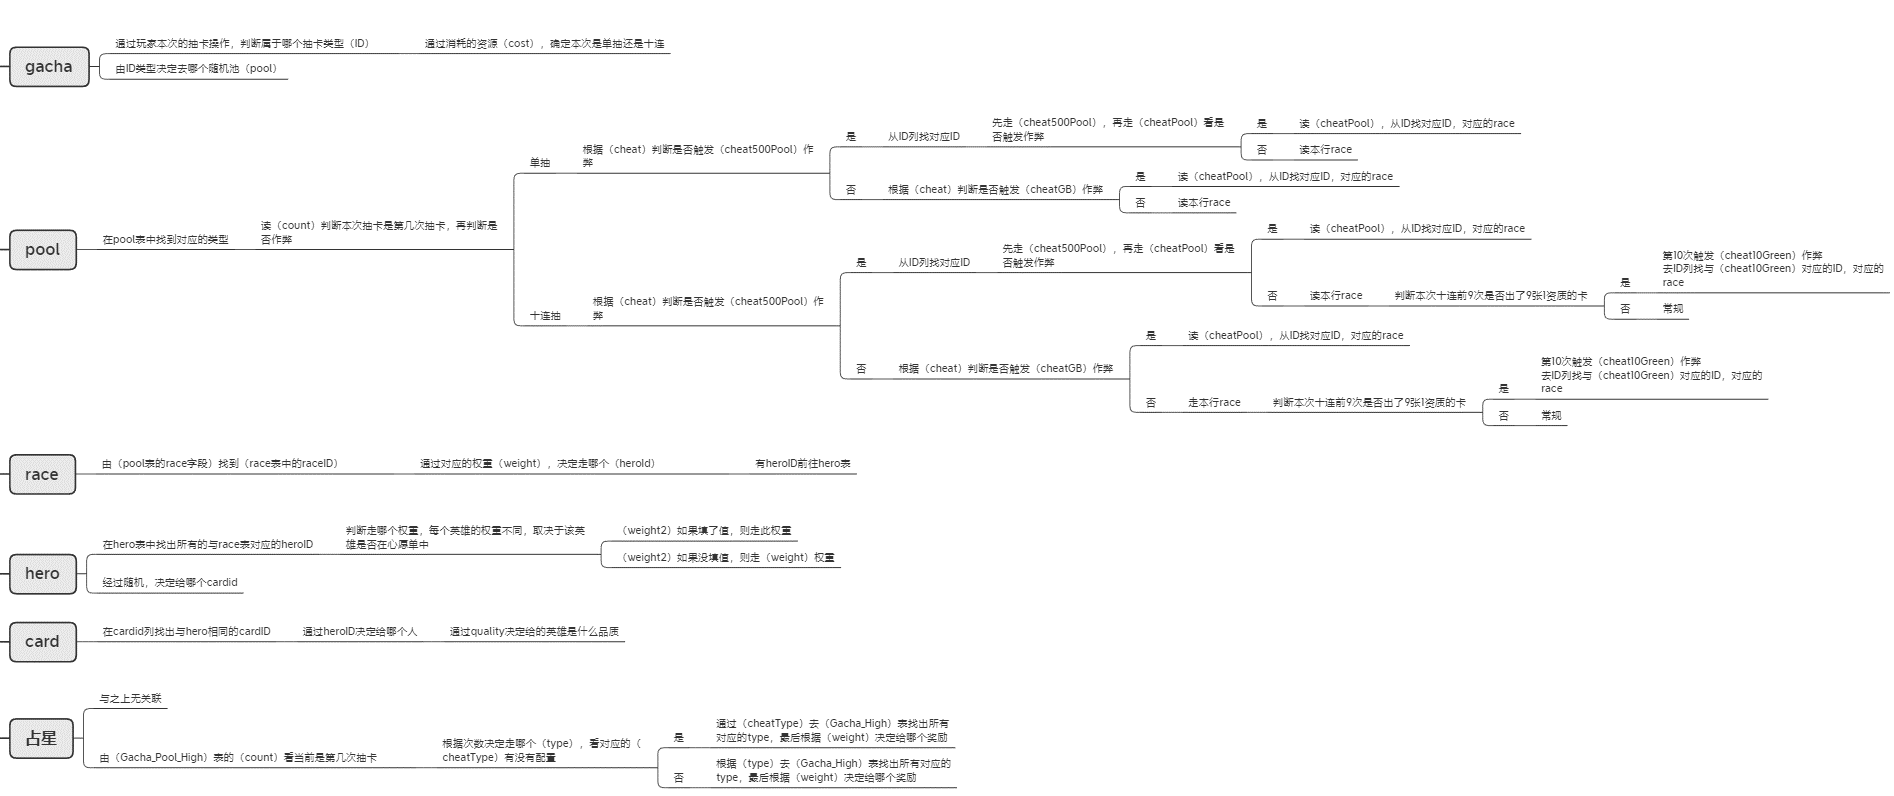 gacha
通过玩家本次的抽卡操作，判断属于哪个抽卡类型（ID）
通过消耗的资源（cost），确定本次是单抽还是十连
由ID类型决定去哪个随机池（pool）
pool
在pool表中找到对应的类型
读（count）判断本次抽卡是第几次抽卡，再判断是
否作弊
单抽
根据（cheat）判断是否触发（cheat500Pool）作
弊
是
从ID列找对应ID
先走（cheat500Pool），再走（cheatPool）看是
否触发作弊
是
读（cheatPool），从ID找对应ID，对应的race
否
读本行race
否
根据（cheat）判断是否触发（cheatGB）作弊
是
读（cheatPool），从ID找对应ID，对应的race
否
读本行race
十连抽
根据（cheat）判断是否触发（cheat500Pool）作
弊
是
从ID列找对应ID
先走（cheat500Pool），再走（cheatPool）看是
否触发作弊
是
读（cheatPool），从ID找对应ID，对应的race
否
读本行race
判断本次十连前9次是否出了9张1资质的卡
是
第10次触发（cheat10Green）作弊
去ID列找与（cheat10Green）对应的ID，对应的
race
否
常规
否
根据（cheat）判断是否触发（cheatGB）作弊
是
读（cheatPool），从ID找对应ID，对应的race
否
走本行race
判断本次十连前9次是否出了9张1资质的卡
是
第10次触发（cheat10Green）作弊
去ID列找与（cheat10Green）对应的ID，对应的
race
否
常规
race
由（pool表的race字段）找到（race表中的raceID）
通过对应的权重（weight），决定走哪个（heroId）
有heroID前往hero表
hero
在hero表中找出所有的与race表对应的heroID
判断走哪个权重，每个英雄的权重不同，取决于该英
雄是否在心愿单中
（weight2）如果填了值，则走此权重
（weight2）如果没填值，则走（weight）权重
经过随机，决定给哪个cardid
card
在cardid列找出与hero相同的cardID
通过heroID决定给哪个人
通过quality决定给的英雄是什么品质
占星
与之上无关联
由（Gacha_Pool_High）表的（count）看当前是第几次抽卡
根据次数决定走哪个（type），看对应的（
cheatType）有没有配置
是
通过（cheatType）去（Gacha_High）表找出所有
对应的type，最后根据（weight）决定给哪个奖励
否
根据（type）去（Gacha_High）表找出所有对应的
type，最后根据（weight）决定给哪个奖励